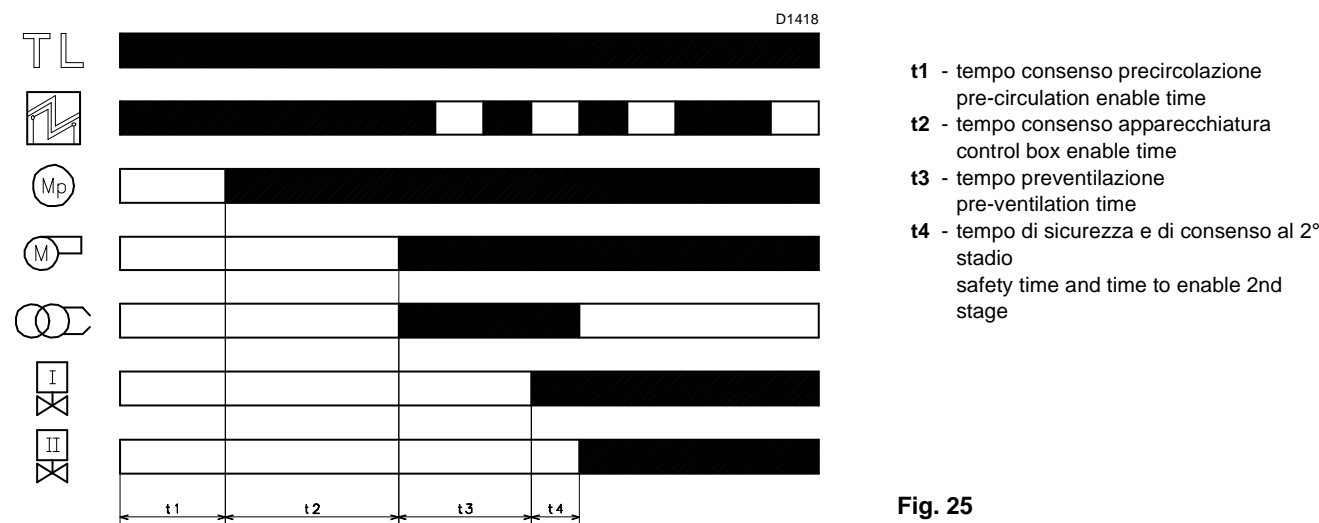 D1418
TL
Mp
M
I
II
t1 t2 t3 t4
t1 - tempo consenso precircolazione
pre-circulation enable time
t2 - tempo consenso apparecchiatura
control box enable time
t3 - tempo preventilazione
pre-ventilation time
t4 - tempo di sicurezza e di consenso al 2°
stadio
safety time and time to enable 2nd
stage
Fig. 25